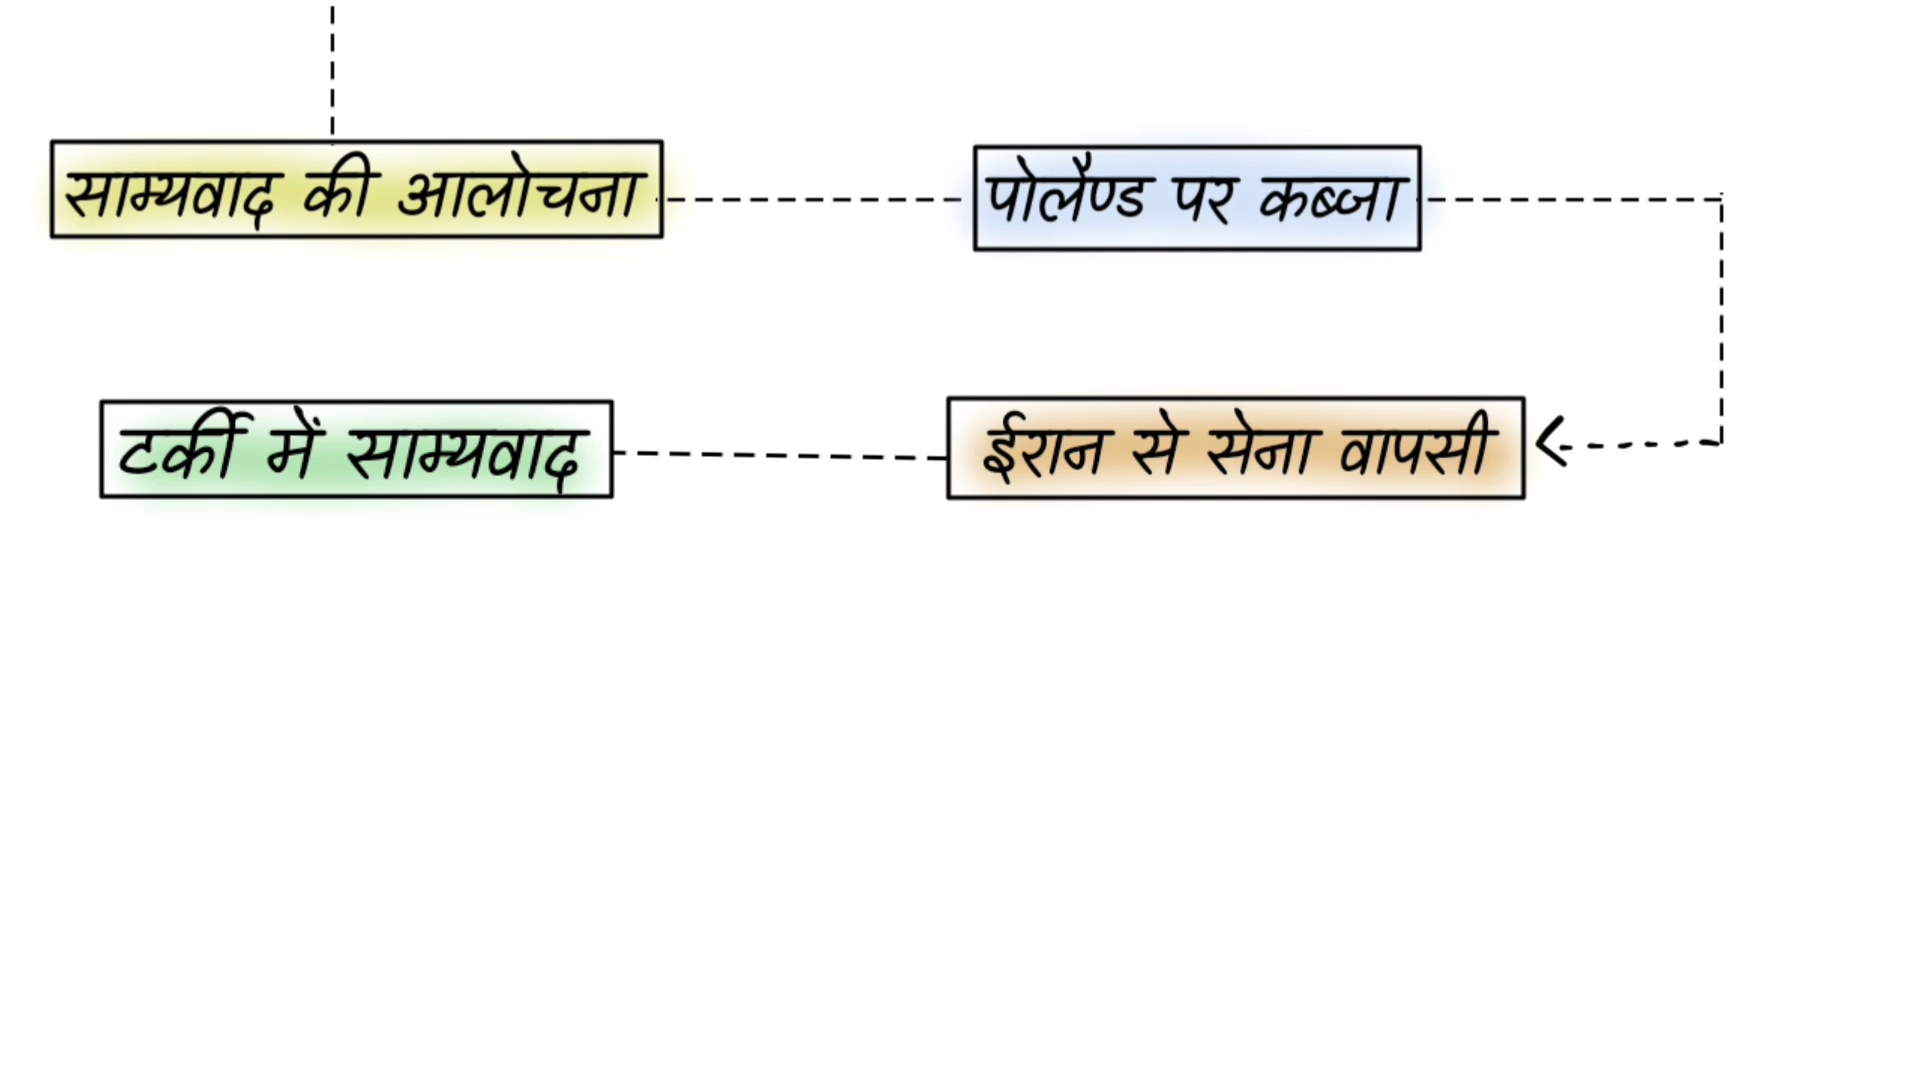 साम्यवाद की आलोचना
पोलैण्ड पर कब्जा
टर्की में साम्यवाद
ईरान से सेना वापसी